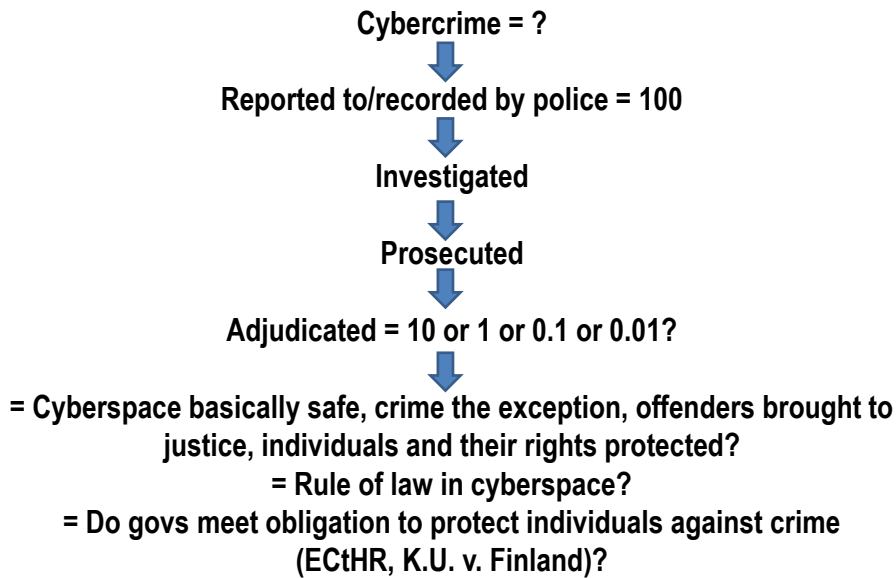 Cybercrime = ?
Reported to/recorded by police = 100
Investigated
Prosecuted
Adjudicated = 10 or 1 or 0.1 or 0.01?
= Cyberspace basically safe, crime the exception, offenders brought to
justice, individuals and their rights protected?
= Rule of law in cyberspace?
= Do govs meet obligation to protect individuals against crime
(ECtHR, K.U. v. Finland)?